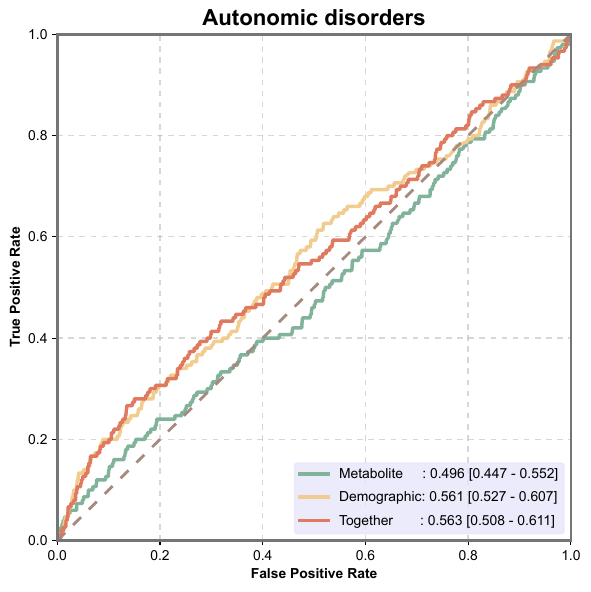 Autonomic disorders
True Positive Rate
1.0
0.8
0.6
0.4
0.2
0.0
Metabolite : 0.496 [0.447 - 0.552]
Demographic: 0.561 [0.527 - 0.607]
Together : 0.563 [0.508 - 0.611]
0.0 0.2 0.4 0.6 0.8 1.0
False Positive Rate